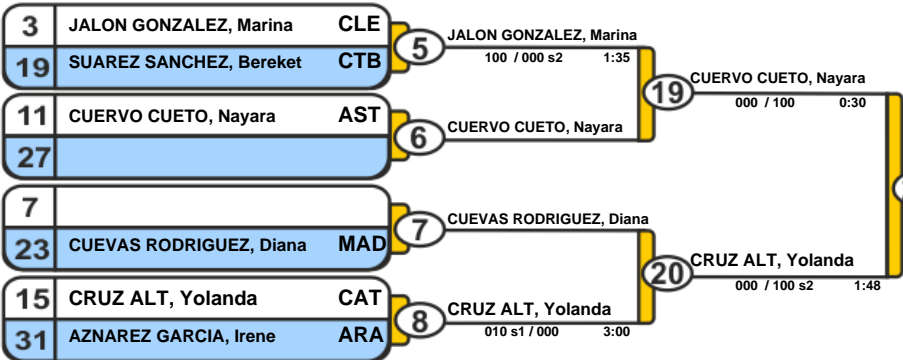 3 JALON GONZALEZ, Marina CLE
19 SUAREZ SANCHEZ, Bereket CTB
5
JALON GONZALEZ, Marina
100 / 000 s2 1:35
11 CUERVO CUETO, Nayara AST
27
6
CUERVO CUETO, Nayara
19
CUERVO CUETO, Nayara
000 / 100 0:30
7
23 CUEVAS RODRIGUEZ, Diana MAD
7
CUEVAS RODRIGUEZ, Diana
15 CRUZ ALT, Yolanda CAT
31 AZNAREZ GARCIA, Irene ARA
8
CRUZ ALT, Yolanda
010 s1 / 000 3:00
20
CRUZ ALT, Yolanda
000 / 100 s2 1:48